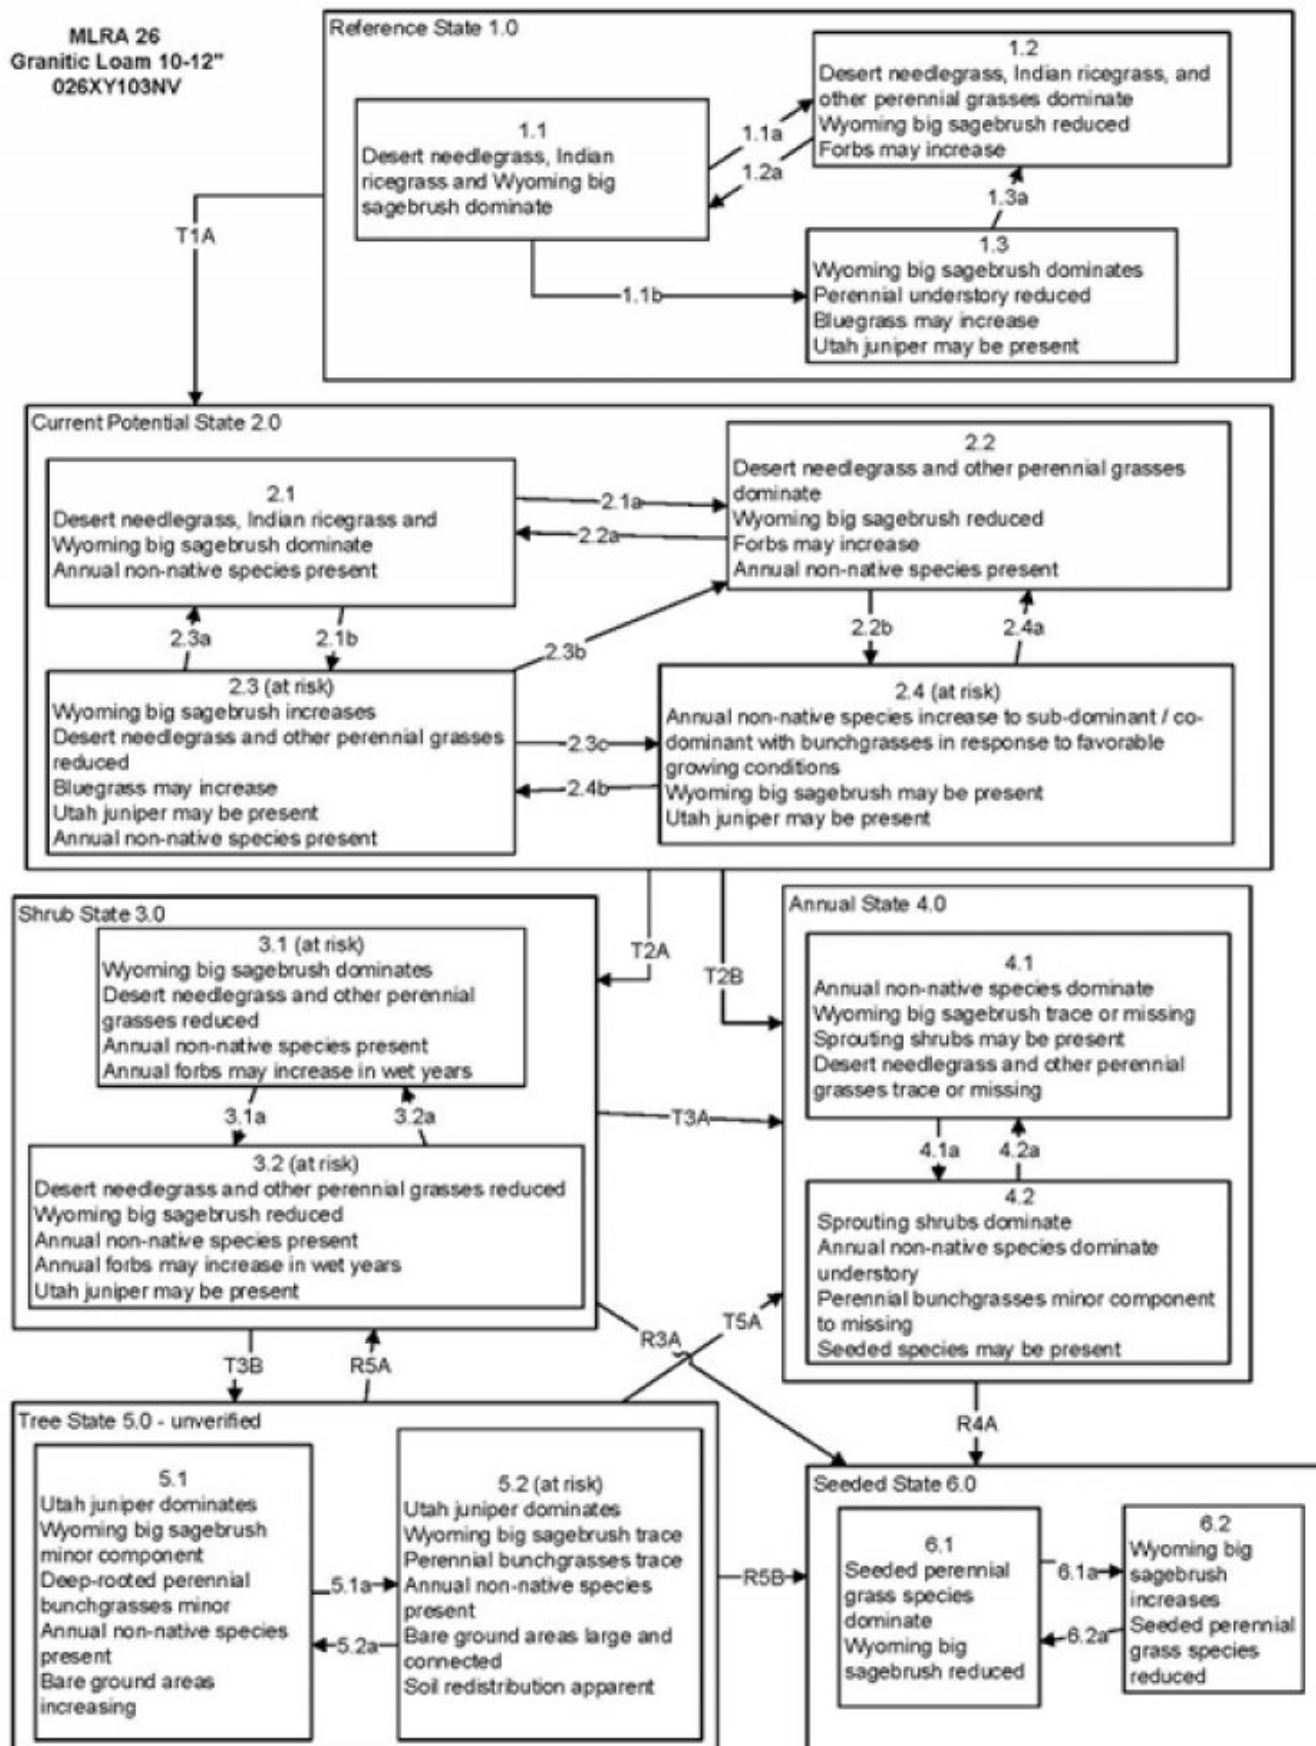 MLRA 26
Granitic Loam 10-12"
026XY103NV
Reference State 1.0
1.1
Desert needlegrass, Indian
ricegrass and Wyoming big
sagebrush dominate
1.1a
1.2a
1.2
Desert needlegrass, Indian ricegrass, and
other perennial grasses dominate
Wyoming big sagebrush reduced
Forbs may increase
1.3a
1.1b
1.3
Wyoming big sagebrush dominates
Perennial understory reduced
Bluegrass may increase
Utah juniper may be present
T1A
Current Potential State 2.0
2.1
Desert needlegrass, Indian ricegrass and
Wyoming big sagebrush dominate
Annual non-native species present
2.1a
2.2a
2.2
Desert needlegrass and other perennial grasses
dominate
Wyoming big sagebrush reduced
Forbs may increase
Annual non-native species present
2.3a
2.1b
2.3b
2.2b
2.4a
2.3 (at risk)
Wyoming big sagebrush increases
Desert needlegrass and other perennial grasses
reduced
Bluegrass may increase
Utah juniper may be present
Annual non-native species present
2.3c
2.4b
2.4 (at risk)
Annual non-native species increase to sub-dominant / co-
dominant with bunchgrasses in response to favorable
growing conditions
Wyoming big sagebrush may be present
Utah juniper may be present
T2A
T2B
Shrub State 3.0
3.1 (at risk)
Wyoming big sagebrush dominates
Desert needlegrass and other perennial
grasses reduced
Annual non-native species present
Annual forbs may increase in wet years
3.1a
3.2a
3.2 (at risk)
Desert needlegrass and other perennial grasses reduced
Wyoming big sagebrush reduced
Annual non-native species present
Annual forbs may increase in wet years
Utah juniper may be present
T3A
Annual State 4.0
4.1
Annual non-native species dominate
Wyoming big sagebrush trace or missing
Sprouting shrubs may be present
Desert needlegrass and other perennial
grasses trace or missing
4.1a
4.2a
4.2
Sprouting shrubs dominate
Annual non-native species dominate
understory
Perennial bunchgrasses minor component
to missing
Seeded species may be present
T3B
R5A
R3A
T5A
R4A
Tree State 5.0 - unverified
5.1
Utah juniper dominates
Wyoming big sagebrush
minor component
Deep-rooted perennial
bunchgrasses minor
Annual non-native species
present
Bare ground areas
increasing
5.1a
5.2a
5.2 (at risk)
Utah juniper dominates
Wyoming big sagebrush trace
Perennial bunchgrasses trace
Annual non-native species
present
Bare ground areas large and
connected
Soil redistribution apparent
R5B
Seeded State 6.0
6.1
Seeded perennial
grass species
dominate
Wyoming big
sagebrush reduced
6.1a
6.2a
6.2
Wyoming big
sagebrush
increases
Seeded perennial
grass species
reduced